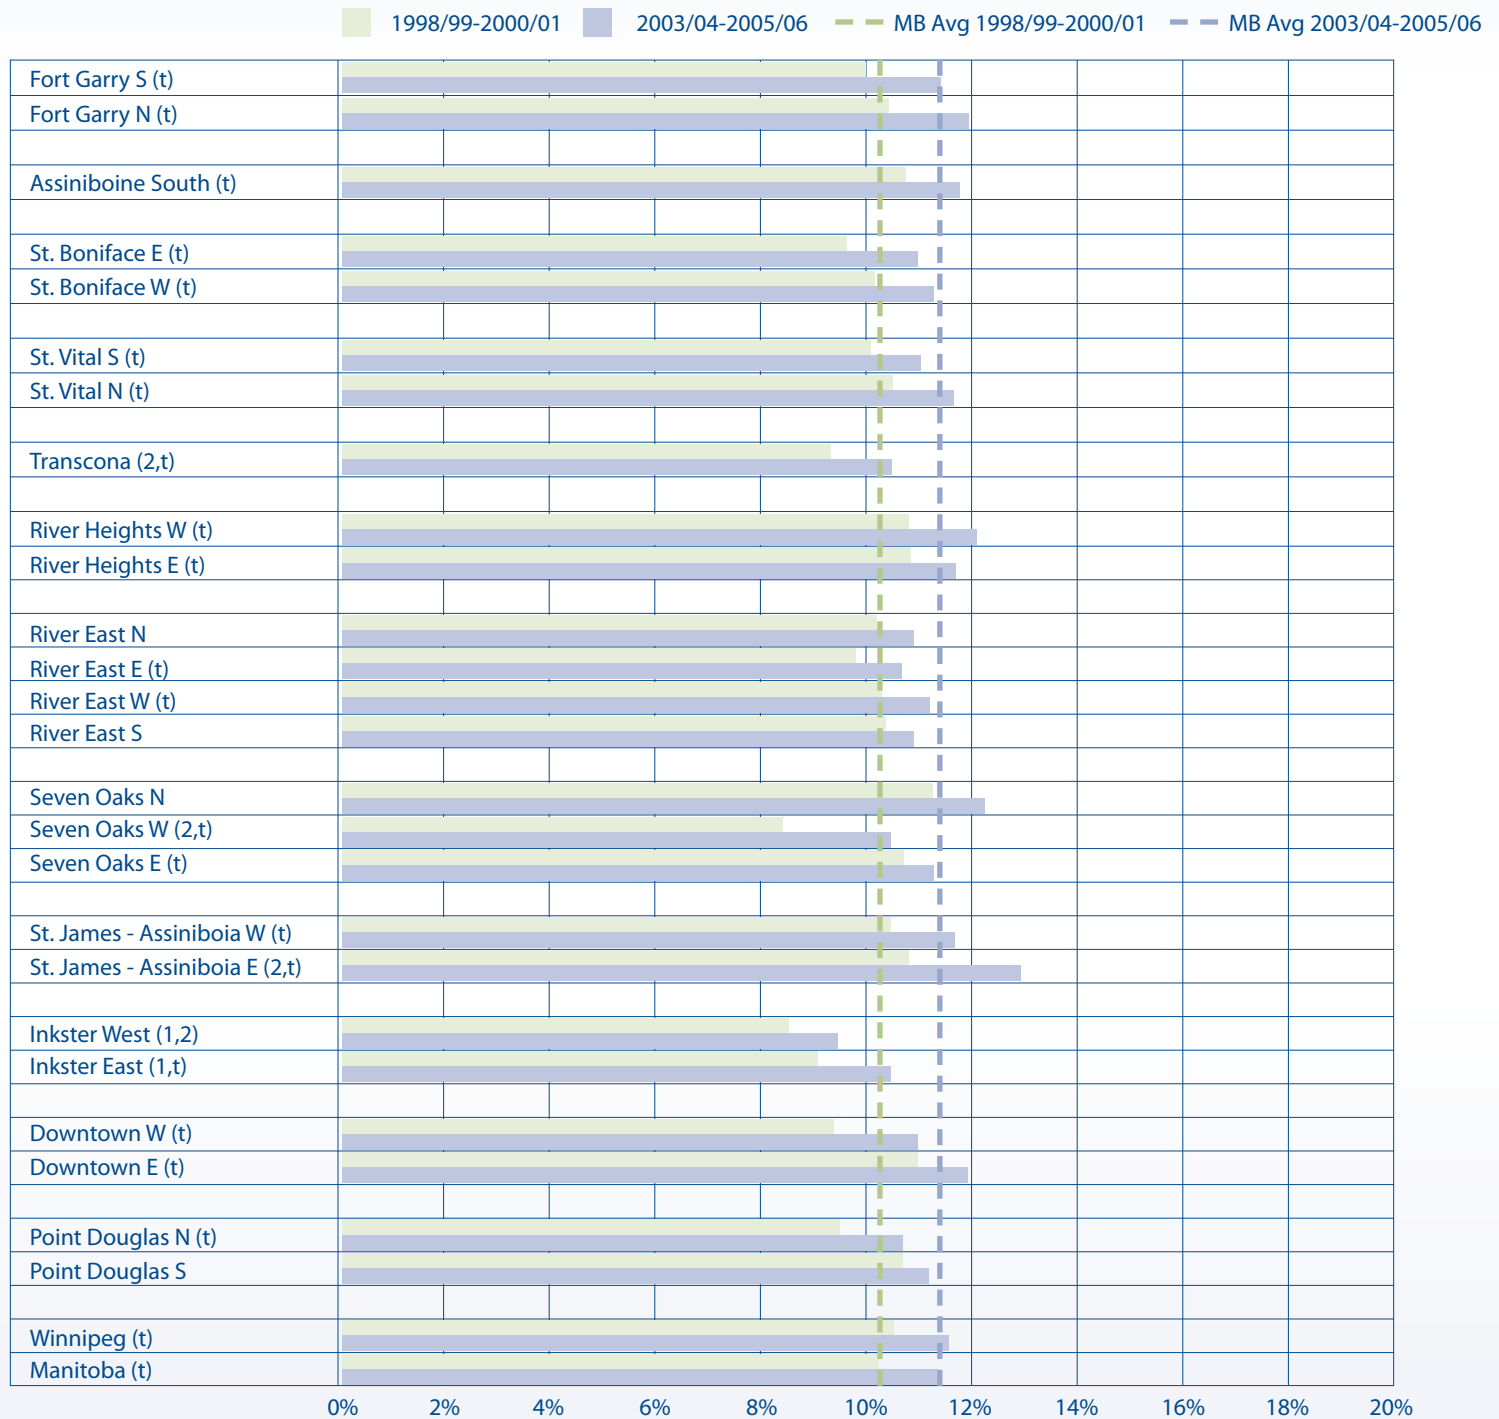 1998/99-2000/01 2003/04-2005/06 MB Avg 1998/99-2000/01 MB Avg 2003/04-2005/06
Fort Garry S (t)
Fort Garry N (t)
Assiniboine South (t)
St. Boniface E (t)
St. Boniface W (t)
St. Vital S (t)
St. Vital N (t)
Transcona (2,t)
River Heights W (t)
River Heights E (t)
River East N
River East E (t)
River East W (t)
River East S
Seven Oaks N
Seven Oaks W (2,t)
Seven Oaks E (t)
St. James - Assiniboia W (t)
St. James - Assiniboia E (2,t)
Inkster West (1,2)
Inkster East (1,t)
Downtown W (t)
Downtown E (t)
Point Douglas N (t)
Point Douglas S
Winnipeg (t)
Manitoba (t)
0% 2% 4% 6% 8% 10% 12% 14% 16% 18% 20%